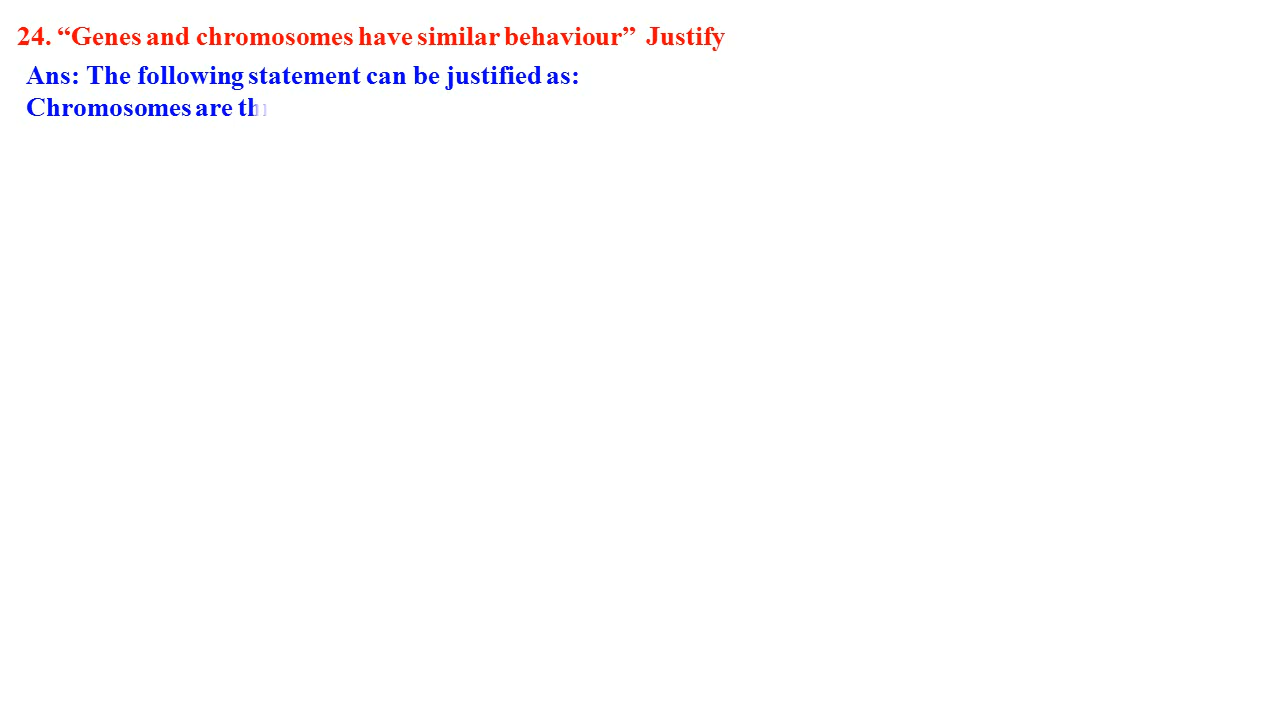 24. “Genes and chromosomes have similar behaviour” Justify
Ans: The following statement can be justified as:
Chromosomes are